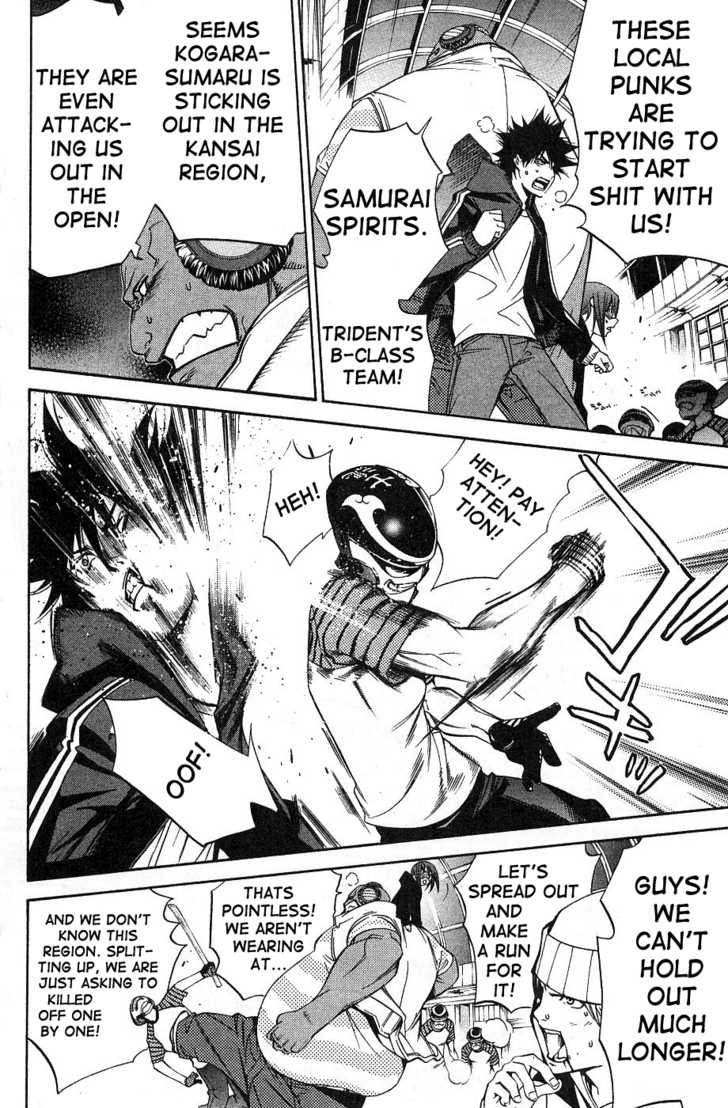 THESE
LOCAL
PUNKS
ARE
TRYING TO
START
SHIT WITH
US!
SAMURAI
SPIRITS.
TRIDENT'S
B-CLASS
TEAM!
SEEMS
KOGARA-
SUMARU IS
STICKING
OUT IN THE
KANSAI
REGION,
THEY ARE
EVEN
ATTACK-
ING US
OUT IN
THE
OPEN!
HEY! PAY
ATTEN-
TION!
HEH!
OOF!
GUYS!
WE
CAN'T
HOLD
OUT
MUCH
LONGER!
LET'S
SPREAD OUT
AND
MAKE
A RUN
FOR
IT!
THATS
POINTLESS!
WE AREN'T
WEARING
AT...
AND WE DON'T
KNOW THIS
REGION. SPLIT-
TING UP, WE ARE
JUST ASKING TO
KILLED
OFF ONE
BY ONE!